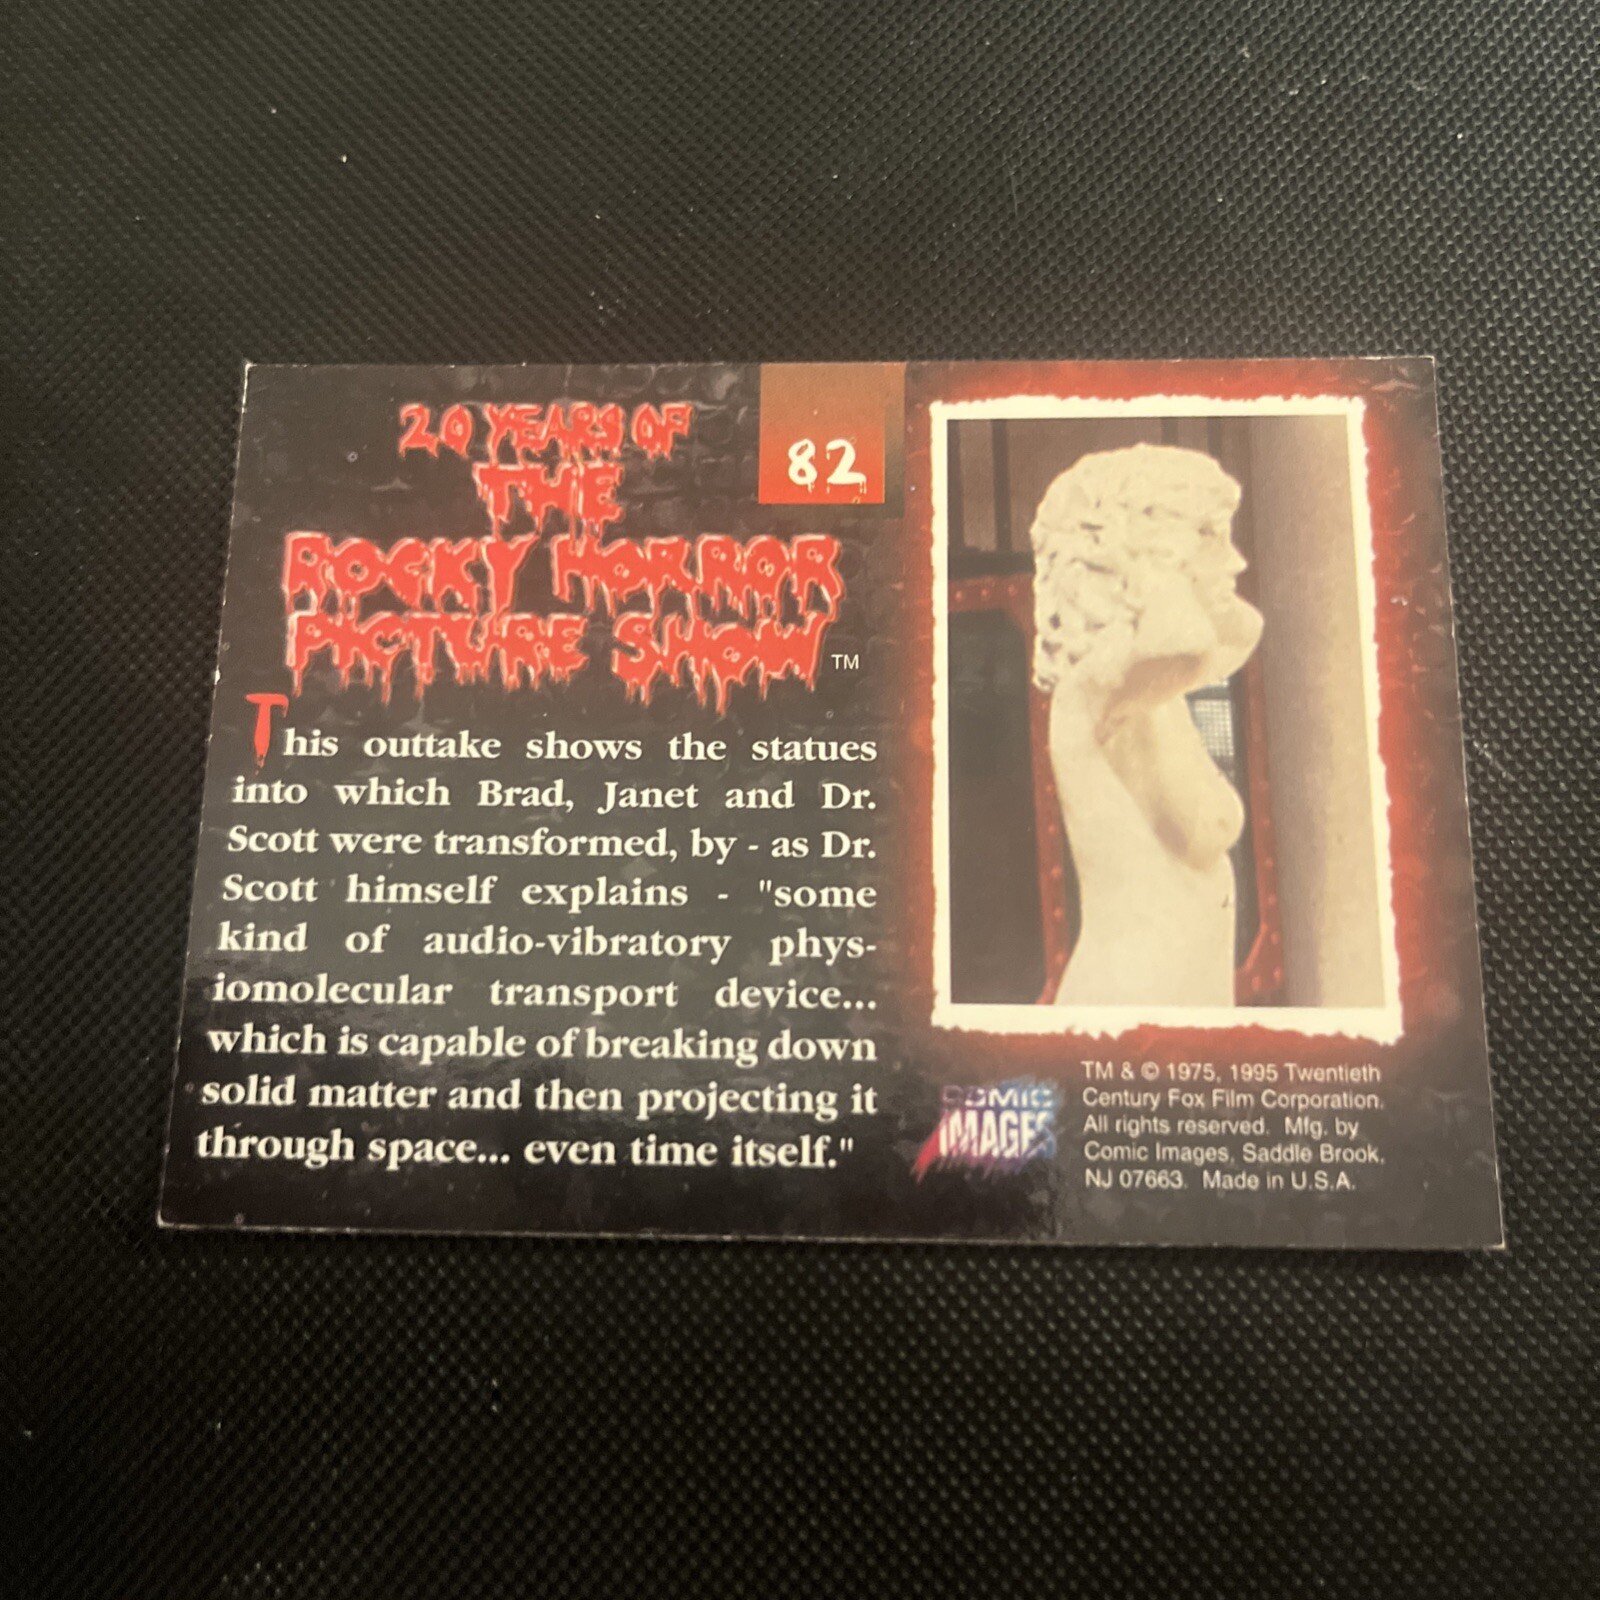 20 YEARS OF
THE
ROCKY HORROR
PICTURE SHOW™
82
This outtake shows the statues
into which Brad, Janet and Dr.
Scott were transformed, by - as Dr.
Scott himself explains - "some
kind of audio-vibratory phys-
iomolecular transport device...
which is capable of breaking down
solid matter and then projecting it
through space... even time itself."
COMIC
IMAGES
TM & © 1975, 1995 Twentieth
Century Fox Film Corporation.
All rights reserved. Mfg. by
Comic Images, Saddle Brook,
NJ 07663. Made in U.S.A.